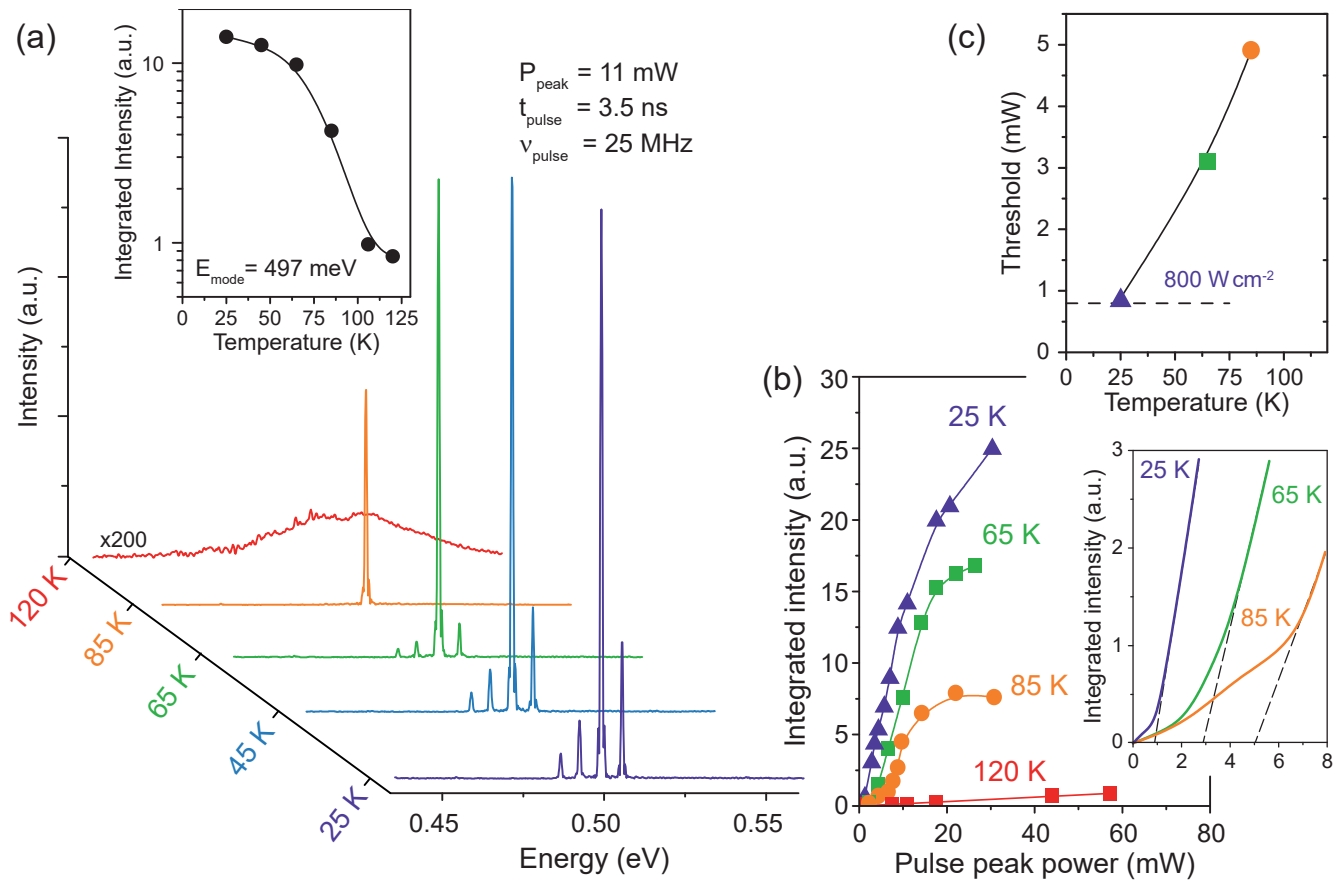 (a)
Integrated Intensity (a.u.)
10
1
E_mode = 497 meV
0 25 50 75 100 125
Temperature (K)
P_peak = 11 mW
t_pulse = 3.5 ns
ν_pulse = 25 MHz
Intensity (a.u.)
x200
120 K
85 K
65 K
45 K
25 K
0.45 0.50 0.55
Energy (eV)
(c)
Threshold (mW)
5
4
3
2
1
0
800 W cm⁻²
0 25 50 75 100
Temperature (K)
(b)
Integrated intensity (a.u.)
30
25
20
15
10
5
0
25 K
65 K
85 K
120 K
0 10 20 30 40 50 60 70 80
Pulse peak power (mW)
Integrated intensity (a.u.)
3
2
1
0
25 K
65 K
85 K
0 2 4 6 8